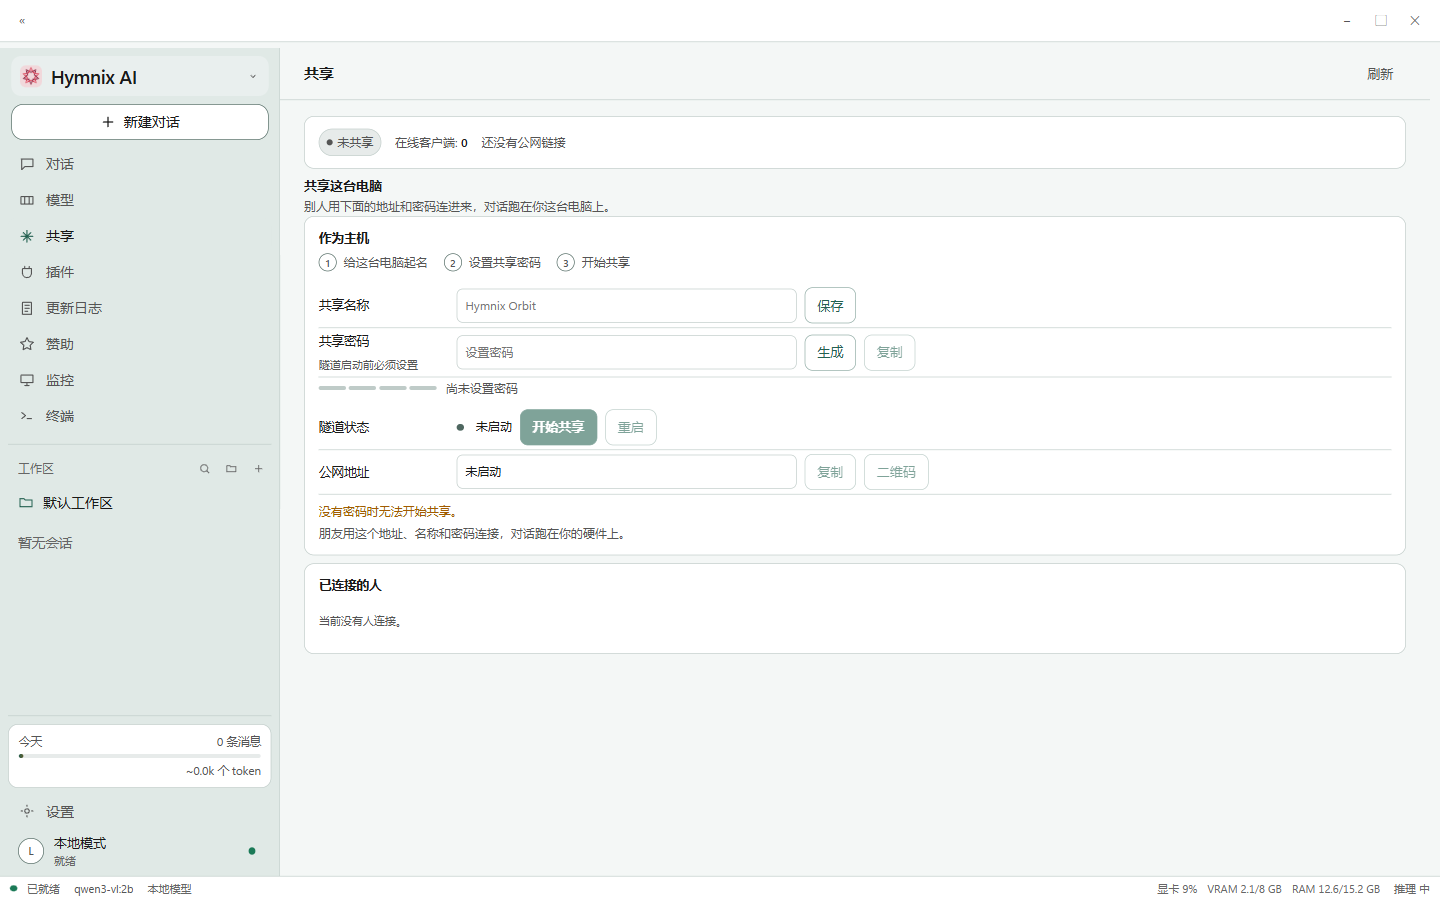 «
Hymnix AI
+ 新建对话
对话
模型
共享
插件
更新日志
赞助
监控
终端
工作区
默认工作区
暂无会话
今天 0 条消息
~0.0k 个 token
设置
L 本地模式
就绪
共享 刷新
未共享 在线客户端: 0 还没有公网链接
共享这台电脑
别人用下面的地址和密码连进来，对话跑在你这台电脑上。
作为主机
1 给这台电脑起名 2 设置共享密码 3 开始共享
共享名称 Hymnix Orbit 保存
共享密码 设置密码 生成 复制
隧道启动前必须设置
尚未设置密码
隧道状态 未启动 开始共享 重启
公网地址 未启动 复制 二维码
没有密码时无法开始共享。
朋友用这个地址、名称和密码连接，对话跑在你的硬件上。
已连接的人
当前没有人连接。
已就绪 qwen3-vl:2b 本地模型 显卡 9% VRAM 2.1/8 GB RAM 12.6/15.2 GB 推理 中